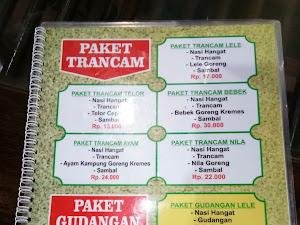 PAKET
TRANCAM
PAKET TRANCAM LELE
- Nasi Hangat
- Trancam
- Lele Goreng
- Sambal
Rp. 17.000
PAKET TRANCAM TELOR
- Nasi Hangat
- Trancam
- Telor Ceplok
- Sambal
Rp. 13.000
PAKET TRANCAM BEBEK
- Nasi Hangat
- Trancam
- Bebek Goreng Kremes
- Sambal
Rp. 30.000
PAKET TRANCAM AYAM
- Nasi Hangat
- Trancam
- Ayam Kampung Goreng Kremes
- Sambal
Rp. 24.000
PAKET TRANCAM NILA
- Nasi Hangat
- Trancam
- Nila Goreng
- Sambal
Rp. 22.000
PAKET
GUDANGAN
PAKET GUDANGAN LELE
- Nasi Hangat
- Gudangan